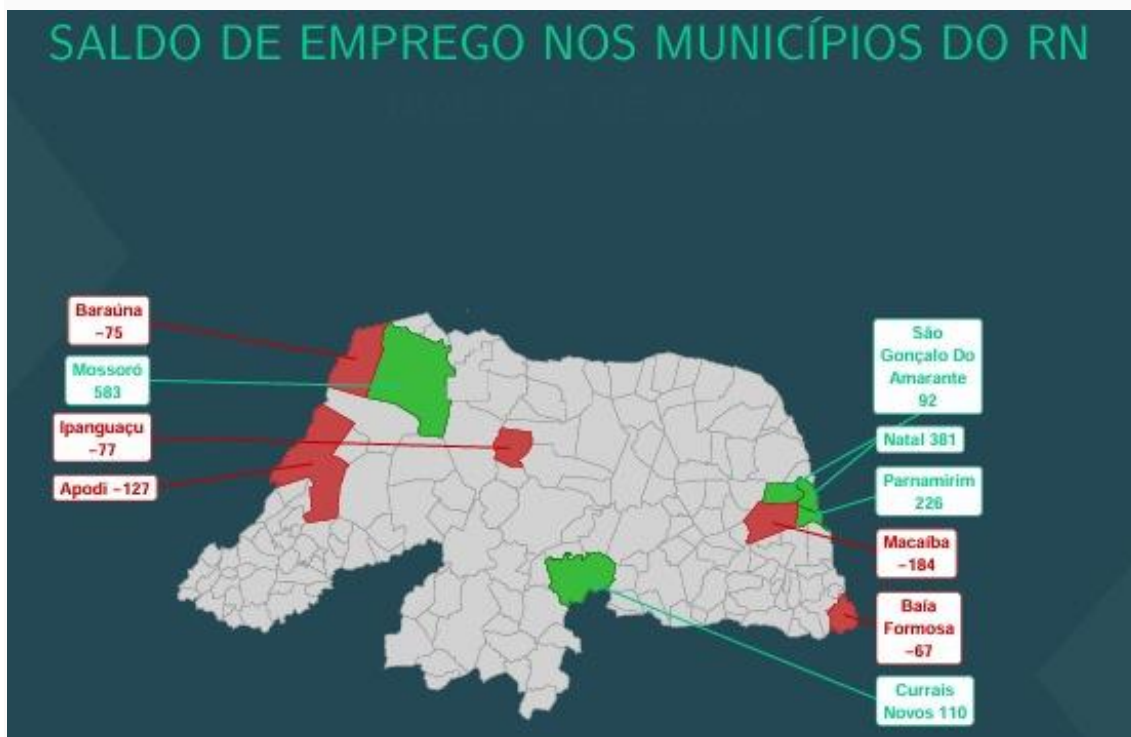 SALDO DE EMPREGO NOS MUNICÍPIOS DO RN
Baraúna
-75
Mossoró
583
Ipanguaçu
-77
Apodi -127
São
Gonçalo Do
Amarante
92
Natal 381
Parnamirim
226
Macaíba
-184
Baía
Formosa
-67
Currais
Novos 110